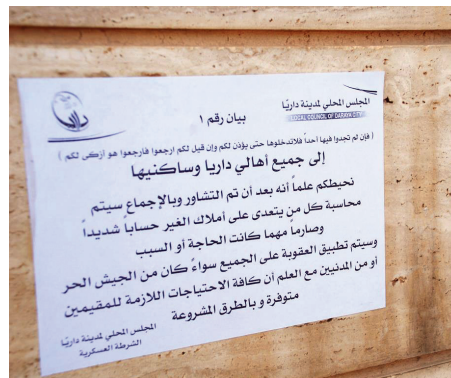 المجلس المحلي لمدينة داريّا
LOCAL COUNCIL OF DARAYA CITY
داريا
بيان رقم ١
( فإن لم تجدوا فيها أحداً فلاتدخلوها حتى يؤذن لكم وإن قيل لكم ارجعوا فارجعوا هو أزكى لكم )
إلى جميع أهالي داريا وساكنيها
نحيطكم علماً أنه بعد أن تم التشاور وبالإجماع سيتم
محاسبة كل من يتعدى على أملاك الغير حساباً شديداً
وصارماً مهما كانت الحاجة أو السبب
وسيتم تطبيق العقوبة على الجميع سواءً كان من الجيش الحر
أو من المدنيين مع العلم أن كافة الاحتياجات اللازمة للمقيمين
متوفرة و بالطرق المشروعة
المجلس المحلي لمدينة داريّا
الشرطة العسكرية